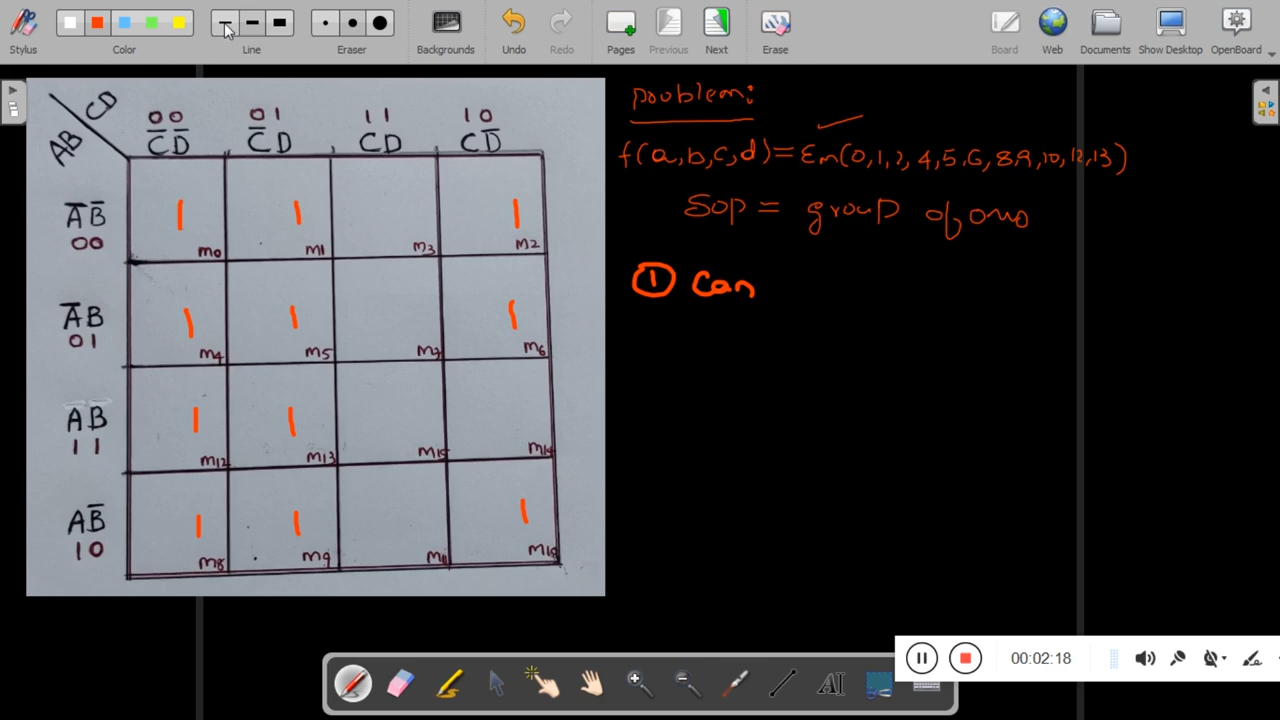 Stylus Color Line Eraser Backgrounds Undo Redo Pages Previous Next Erase Board Web Documents Show Desktop OpenBoard
CD
AB
00 01 11 10
C̅D̅ C̅D CD CD̅
A̅B̅ 1 1 1
00 m0 m1 m3 m2
A̅B 1 1 1
01 m4 m5 m7 m6
AB 1 1
11 m12 m13 m15 m14
AB̅ 1 1 1
10 m8 m9 m11 m10
problem:
f(a,b,c,d)=Σm(0,1,2,4,5,6,8,9,10,12,13)
SOP = group of ones
① Can
00:02:18
AI